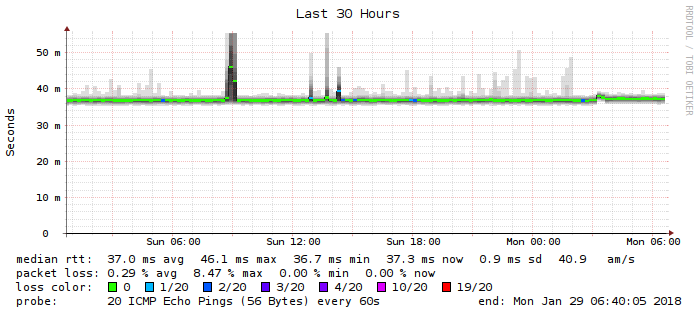 Last 30 Hours
RRDTOOL / TOBI OETIKER
Seconds
50 m
40 m
30 m
20 m
10 m
0
Sun 06:00 Sun 12:00 Sun 18:00 Mon 00:00 Mon 06:00
median rtt: 37.0 ms avg 46.1 ms max 36.7 ms min 37.3 ms now 0.9 ms sd 40.9 am/s
packet loss: 0.29 % avg 8.47 % max 0.00 % min 0.00 % now
loss color: 0 1/20 2/20 3/20 4/20 10/20 19/20
probe: 20 ICMP Echo Pings (56 Bytes) every 60s end: Mon Jan 29 06:40:05 2018